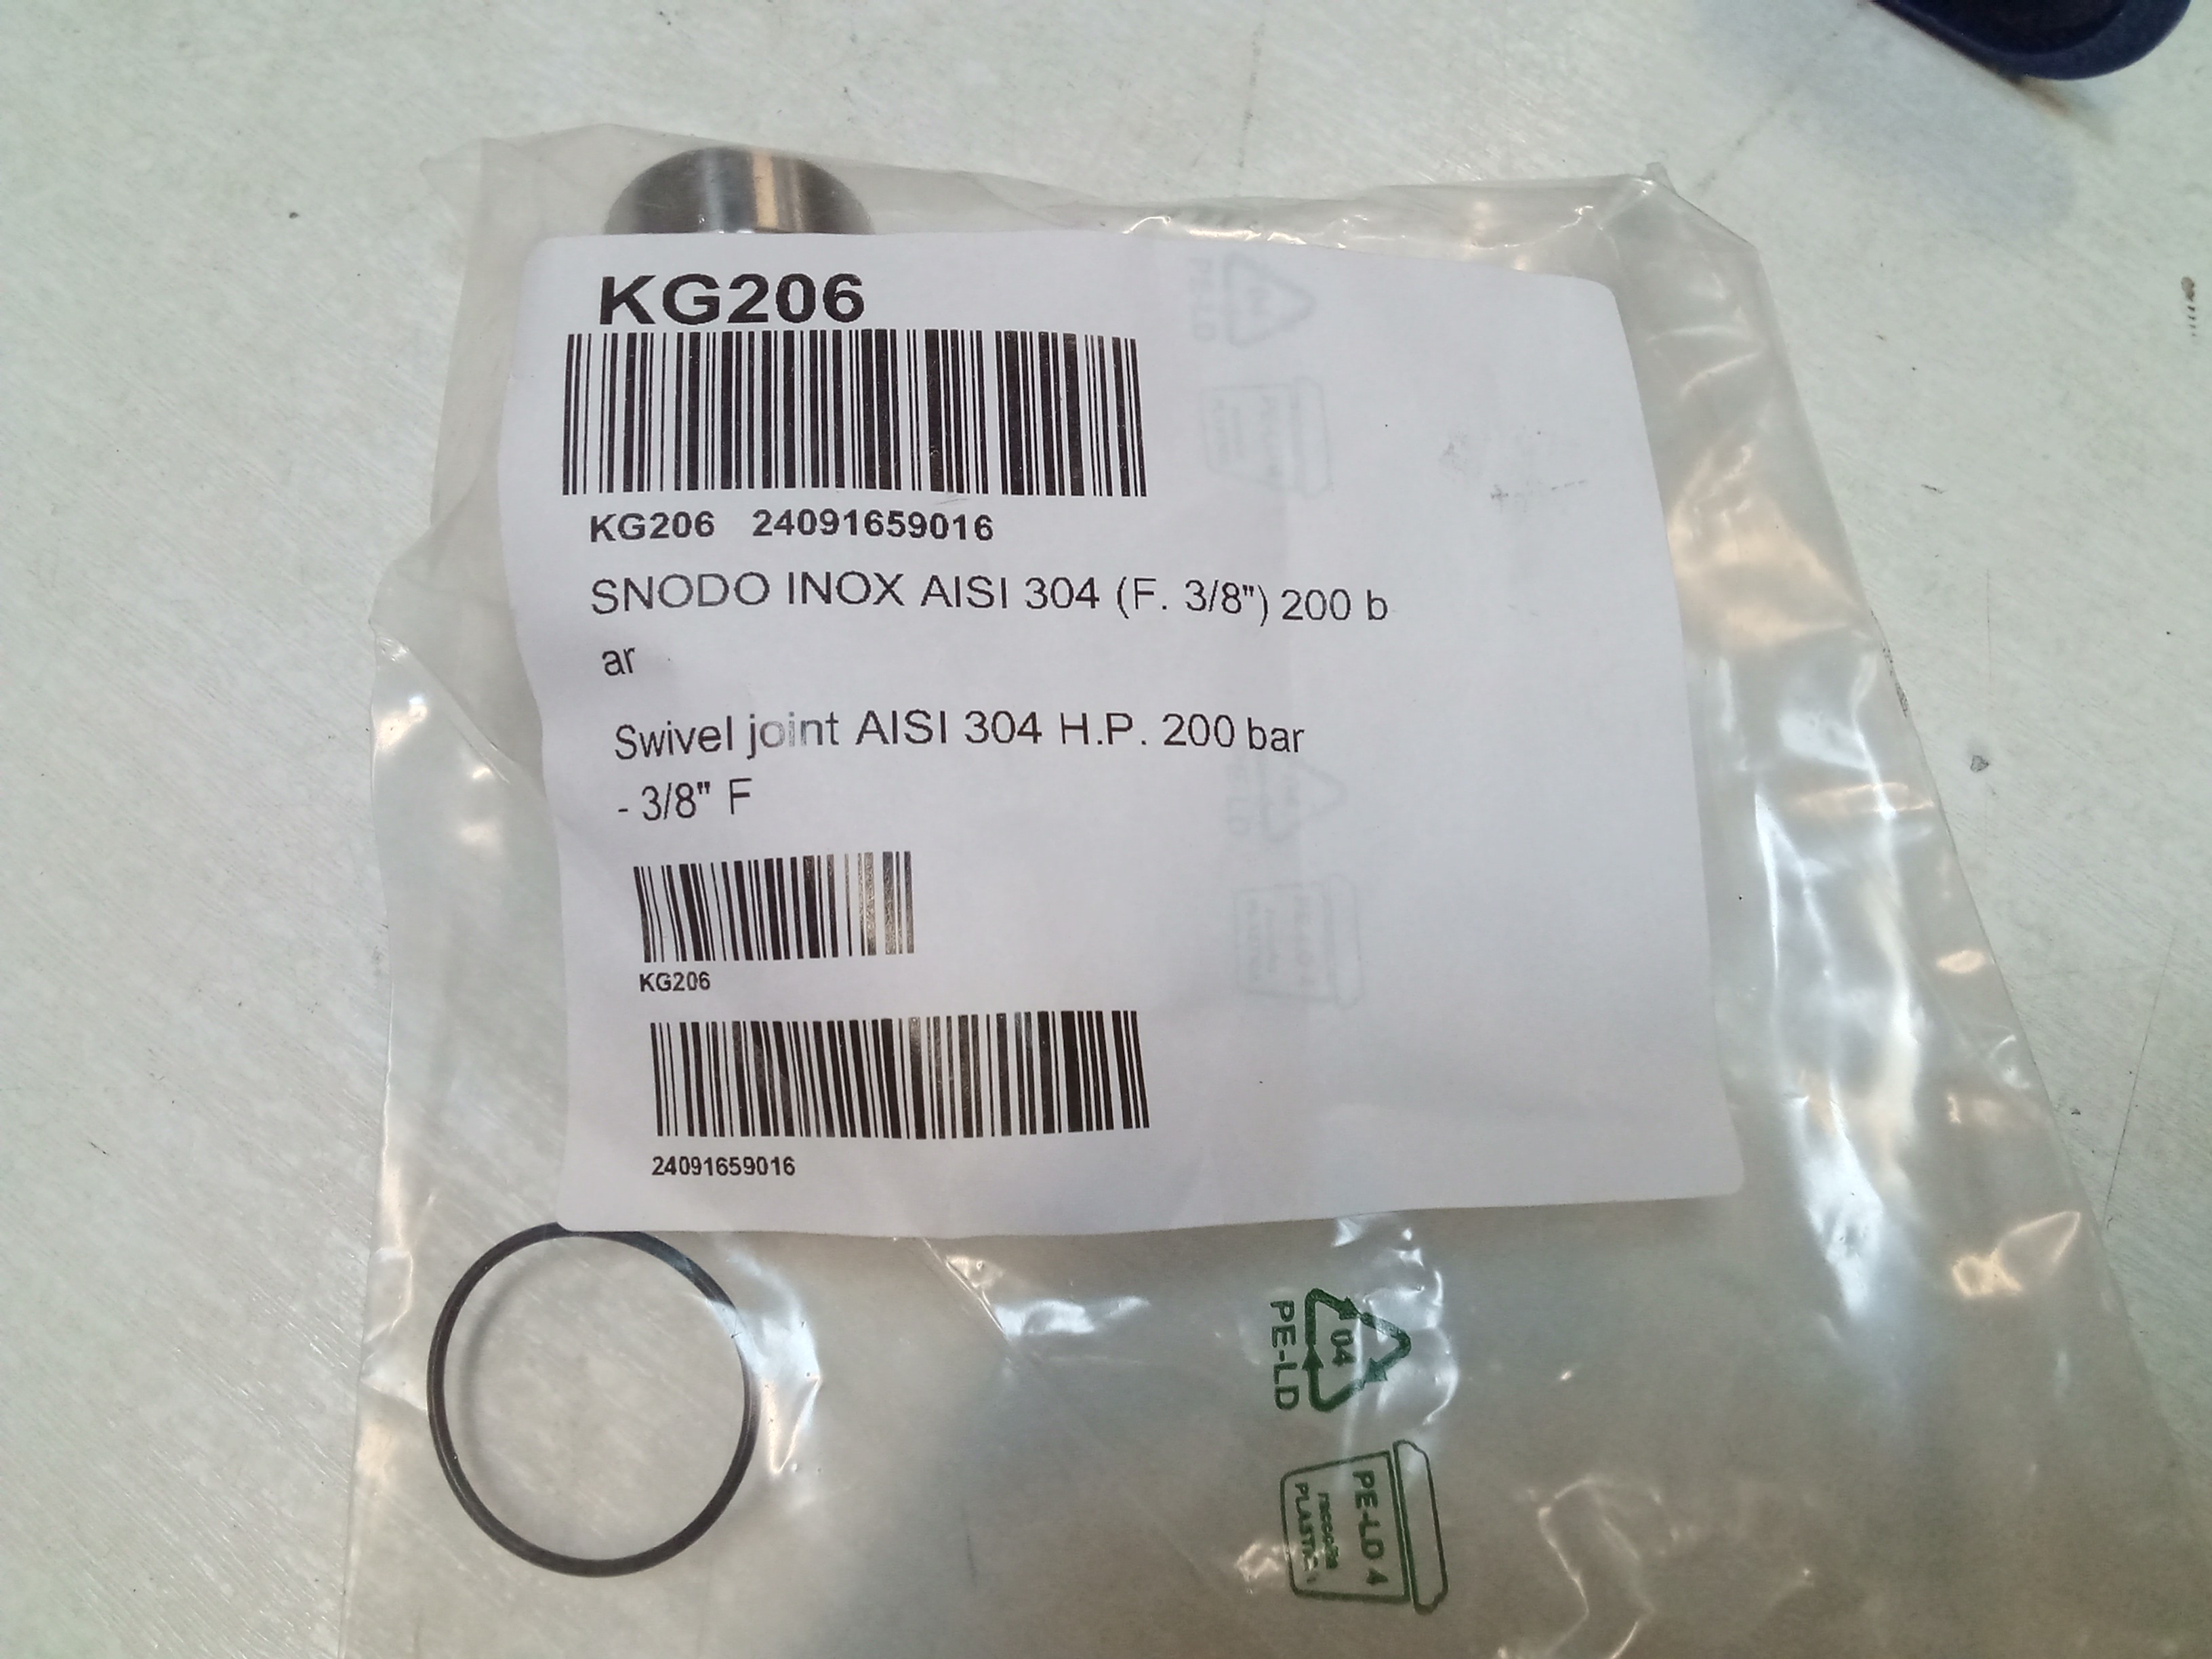 KG206
KG206 24091659016
SNODO INOX AISI 304 (F. 3/8") 200 b
ar
Swivel joint AISI 304 H.P. 200 bar
- 3/8" F
KG206
24091659016
04
PE-LD
PE-LD 4
raccolta
PLASTICA